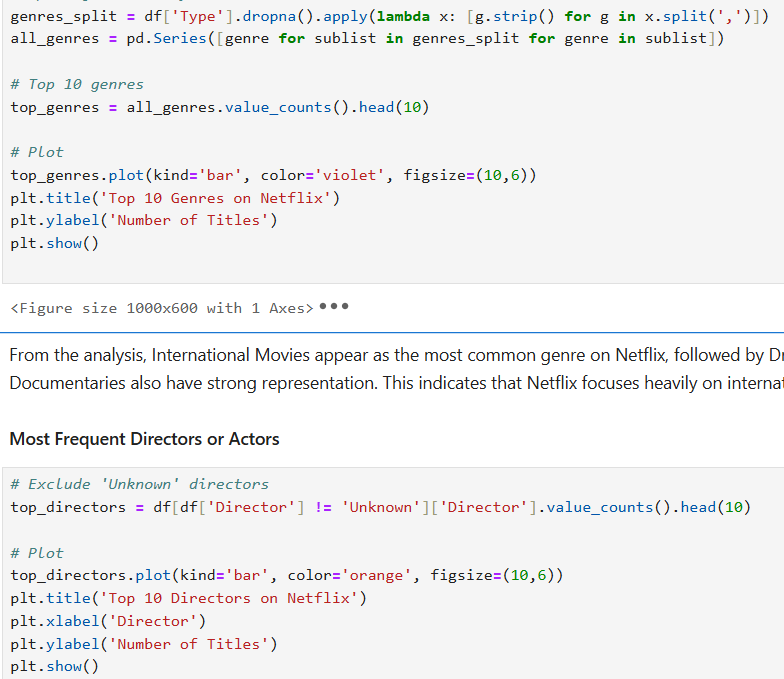 genres_split = df['Type'].dropna().apply(lambda x: [g.strip() for g in x.split(',')])
all_genres = pd.Series([genre for sublist in genres_split for genre in sublist])
# Top 10 genres
top_genres = all_genres.value_counts().head(10)
# Plot
top_genres.plot(kind='bar', color='violet', figsize=(10,6))
plt.title('Top 10 Genres on Netflix')
plt.ylabel('Number of Titles')
plt.show()
<Figure size 1000x600 with 1 Axes>
From the analysis, International Movies appear as the most common genre on Netflix, followed by
Documentaries also have strong representation. This indicates that Netflix focuses heavily on
Most Frequent Directors or Actors
# Exclude 'Unknown' directors
top_directors = df[df['Director'] != 'Unknown']['Director'].value_counts().head(10)
# Plot
top_directors.plot(kind='bar', color='orange', figsize=(10,6))
plt.title('Top 10 Directors on Netflix')
plt.xlabel('Director')
plt.ylabel('Number of Titles')
plt.show()